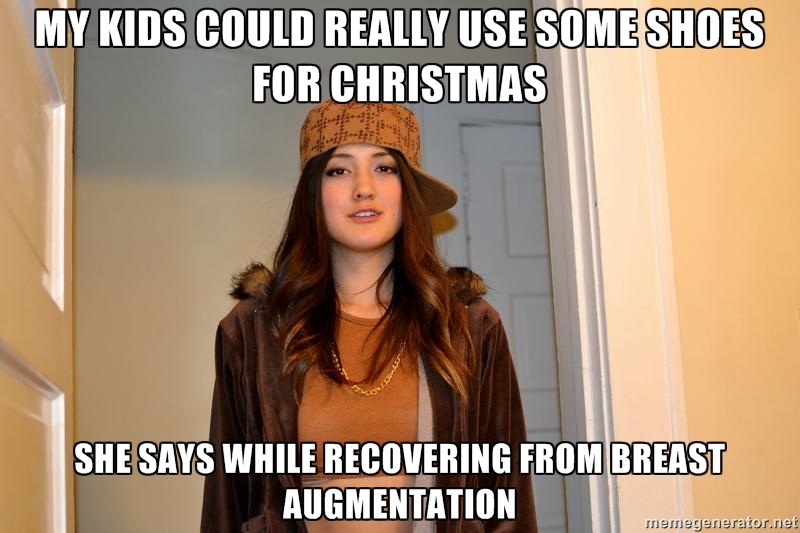 MY KIDS COULD REALLY USE SOME SHOES
FOR CHRISTMAS
SHE SAYS WHILE RECOVERING FROM BREAST
AUGMENTATION
memegenerator.net